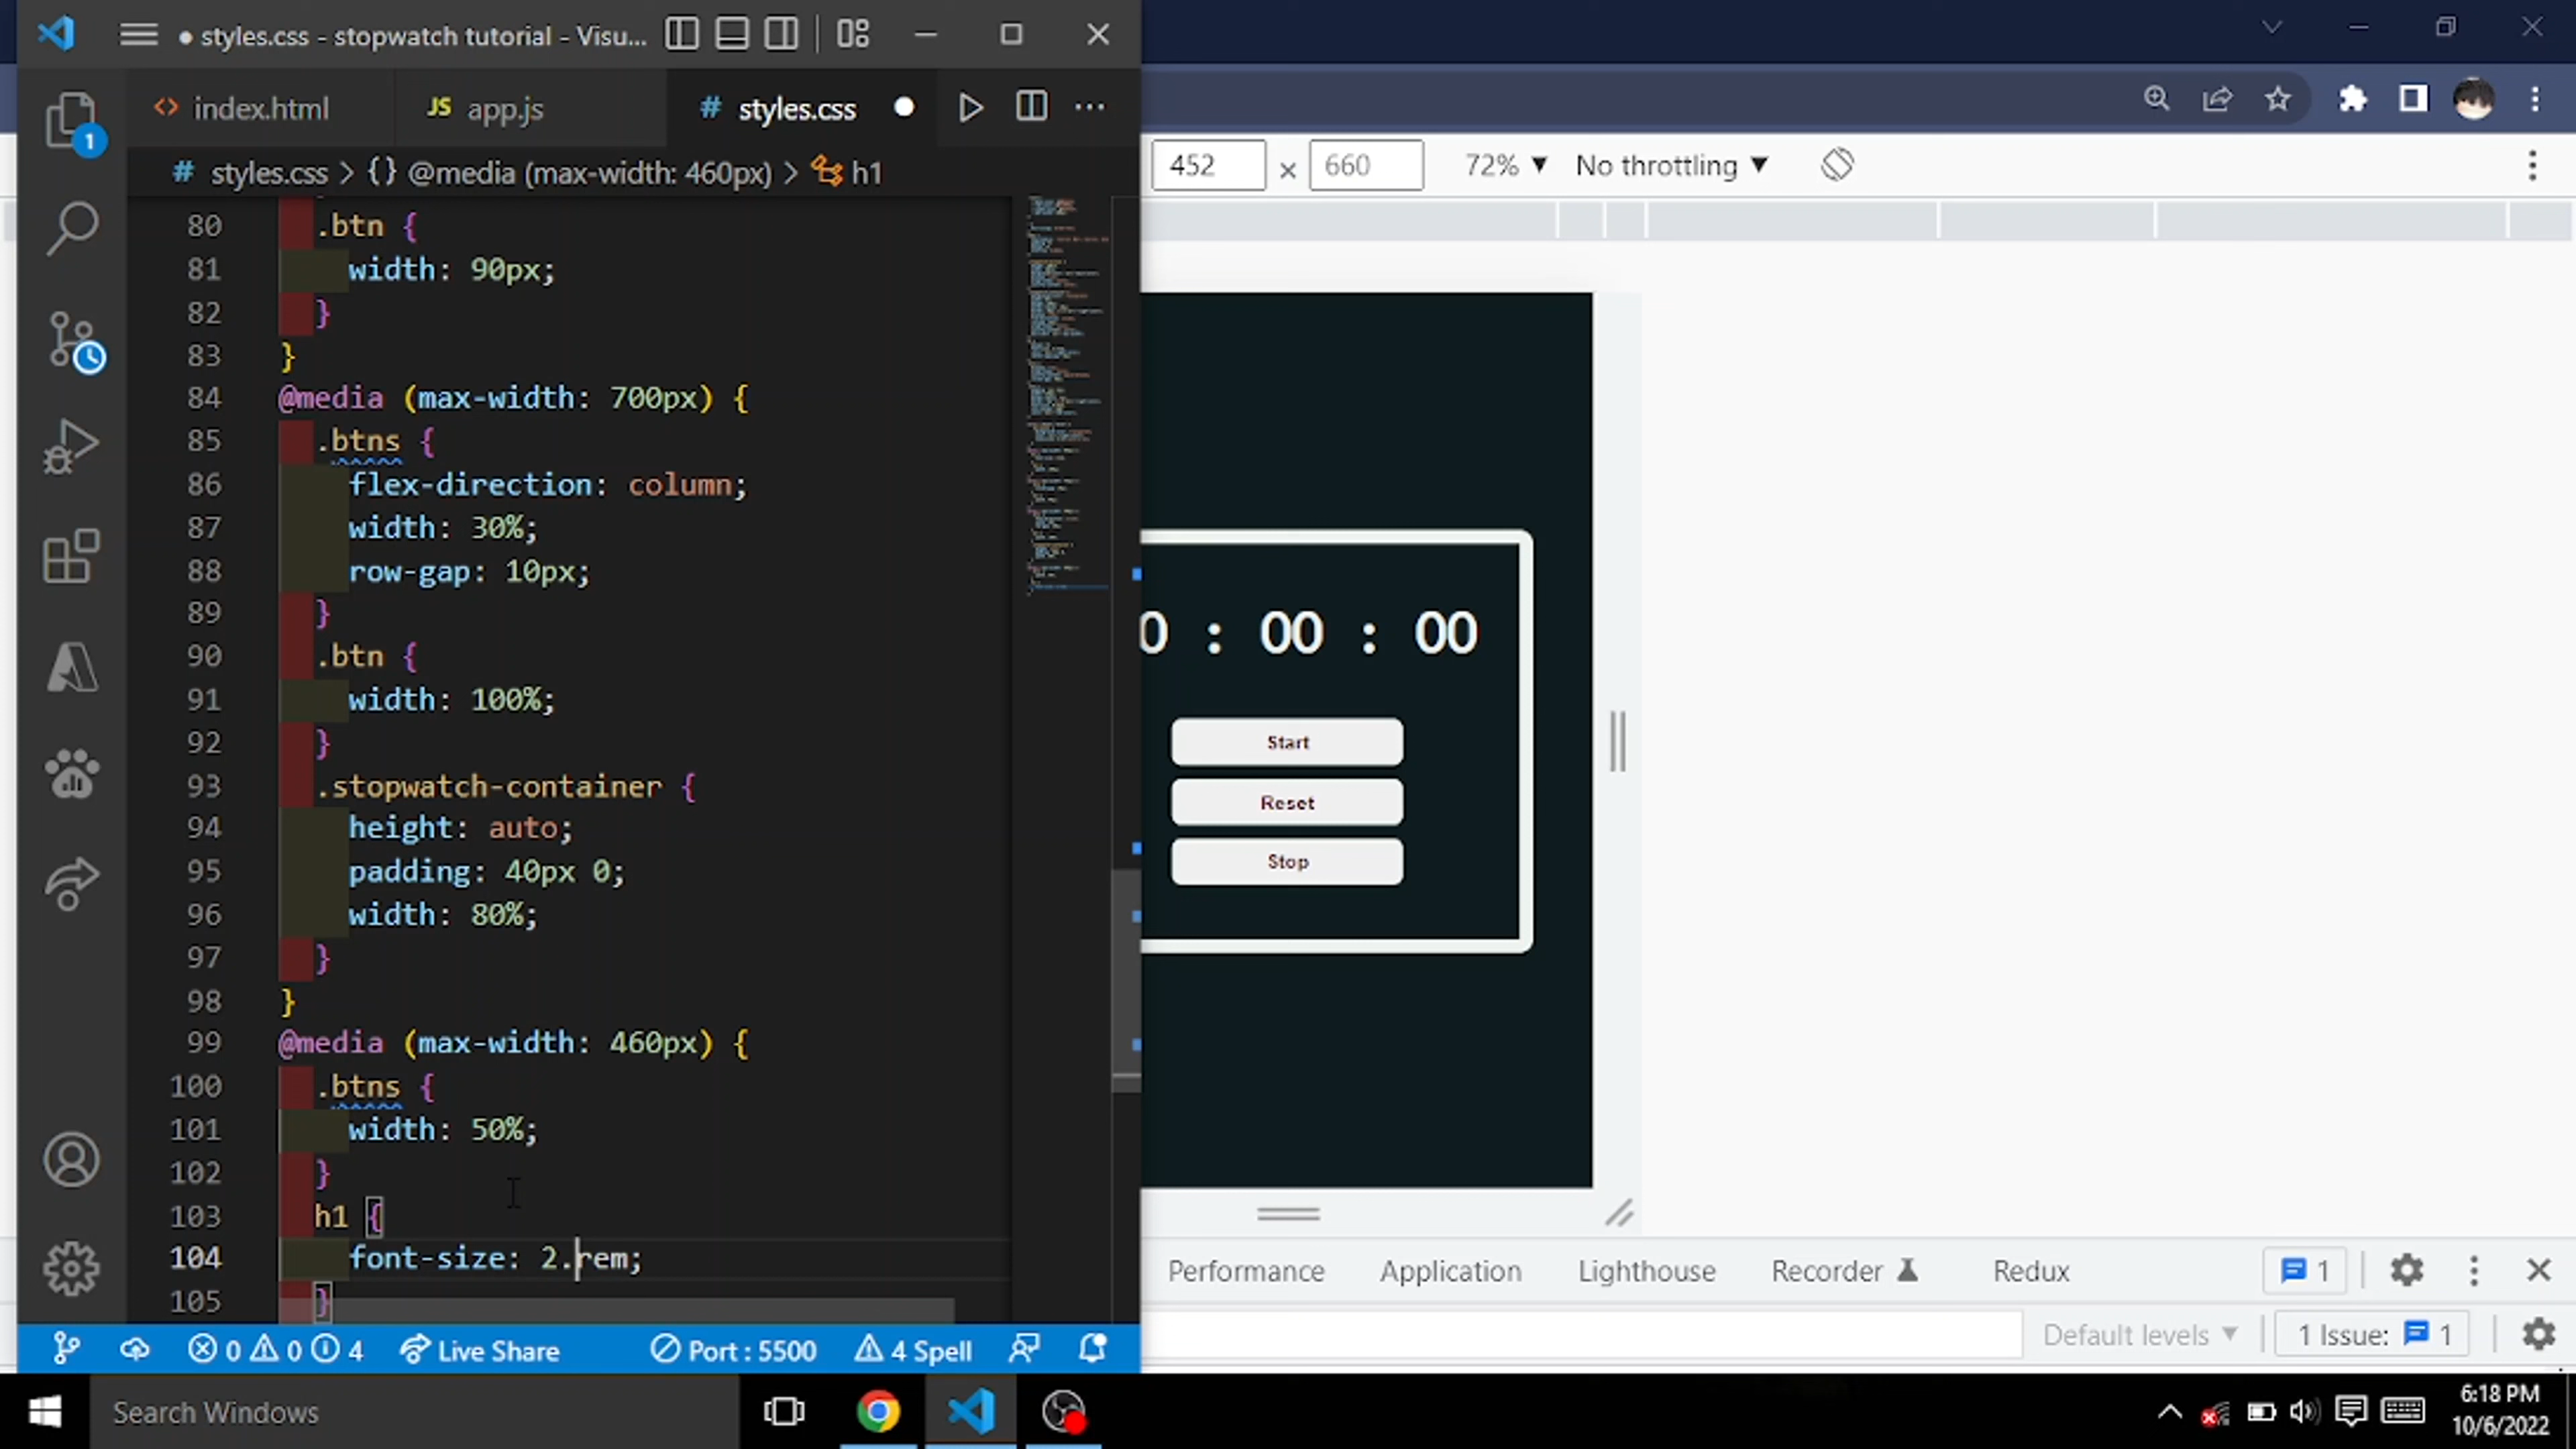 ● styles.css - stopwatch tutorial - Visu...
index.html
JS app.js
# styles.css
1
# styles.css > {} @media (max-width: 460px) > h1
80 .btn {
81 width: 90px;
82 }
83 }
84 @media (max-width: 700px) {
85 .btns {
86 flex-direction: column;
87 width: 30%;
88 row-gap: 10px;
89 }
90 .btn {
91 width: 100%;
92 }
93 .stopwatch-container {
94 height: auto;
95 padding: 40px 0;
96 width: 80%;
97 }
98 }
99 @media (max-width: 460px) {
100 .btns {
101 width: 50%;
102 }
103 h1 {
104 font-size: 2.rem;
105 }
0 0 4 Live Share Port : 5500 4 Spell
452 × 660 72% ▼ No throttling ▼
0 : 00 : 00
Start
Reset
Stop
Performance Application Lighthouse Recorder Redux 1
Default levels ▼ 1 Issue: 1
Search Windows
6:18 PM
10/6/2022